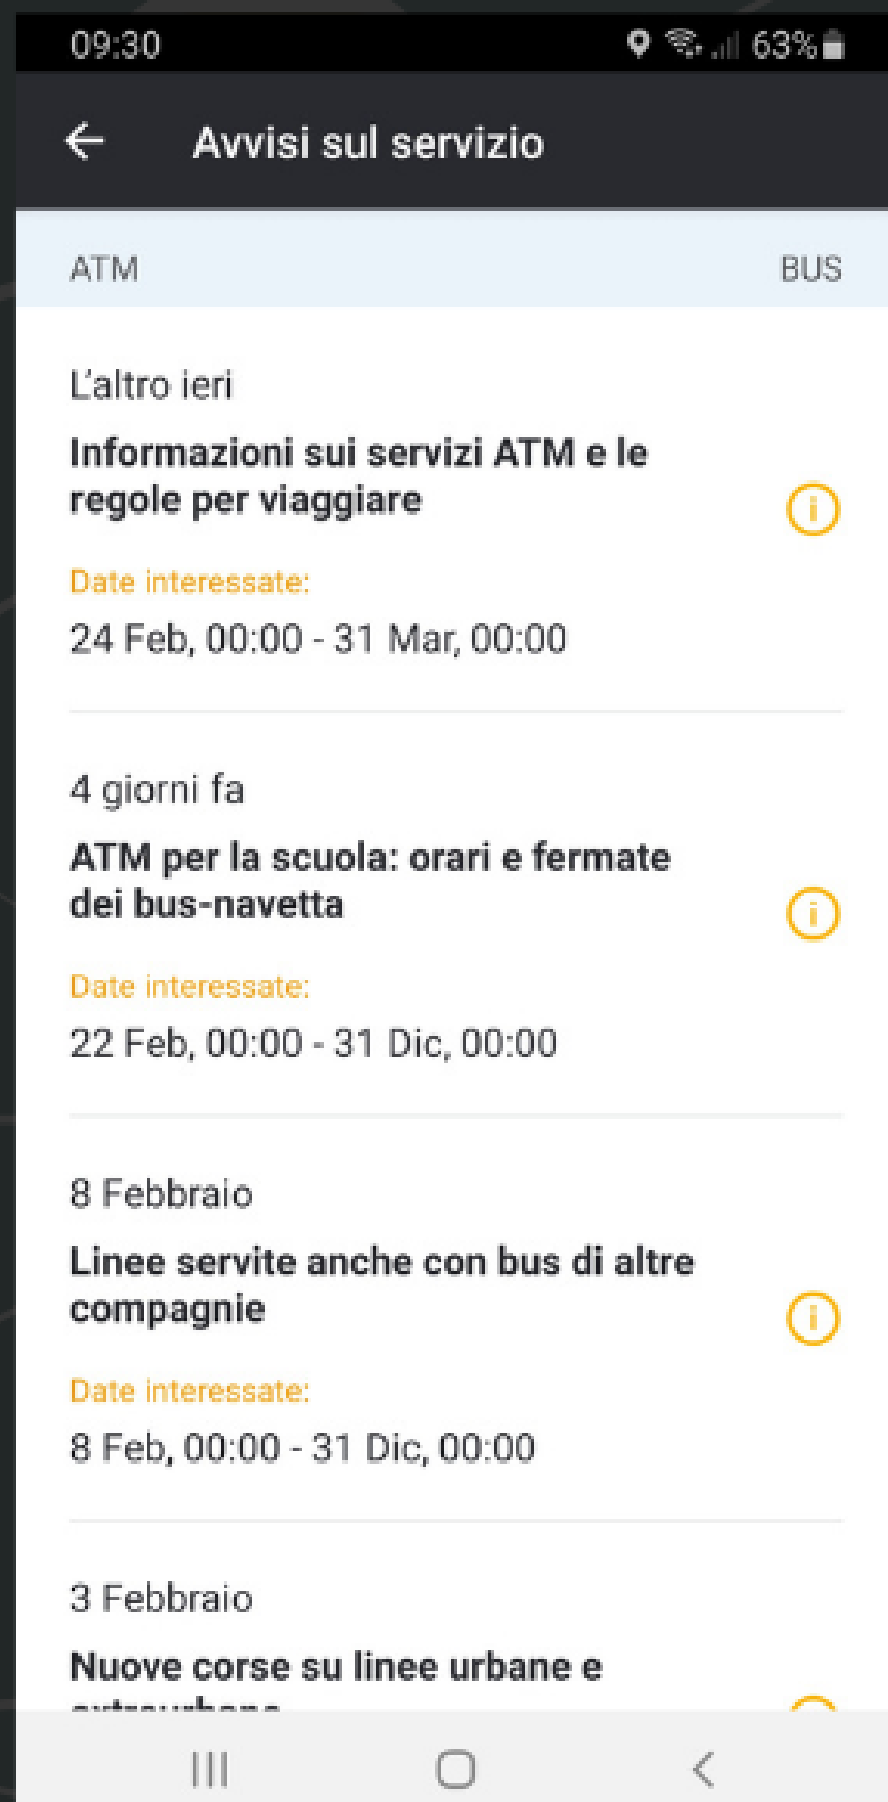 09:30 63%
Avvisi sul servizio
ATM BUS
L'altro ieri
Informazioni sui servizi ATM e le
regole per viaggiare
Date interessate:
24 Feb, 00:00 - 31 Mar, 00:00
4 giorni fa
ATM per la scuola: orari e fermate
dei bus-navetta
Date interessate:
22 Feb, 00:00 - 31 Dic, 00:00
8 Febbraio
Linee servite anche con bus di altre
compagnie
Date interessate:
8 Feb, 00:00 - 31 Dic, 00:00
3 Febbraio
Nuove corse su linee urbane e